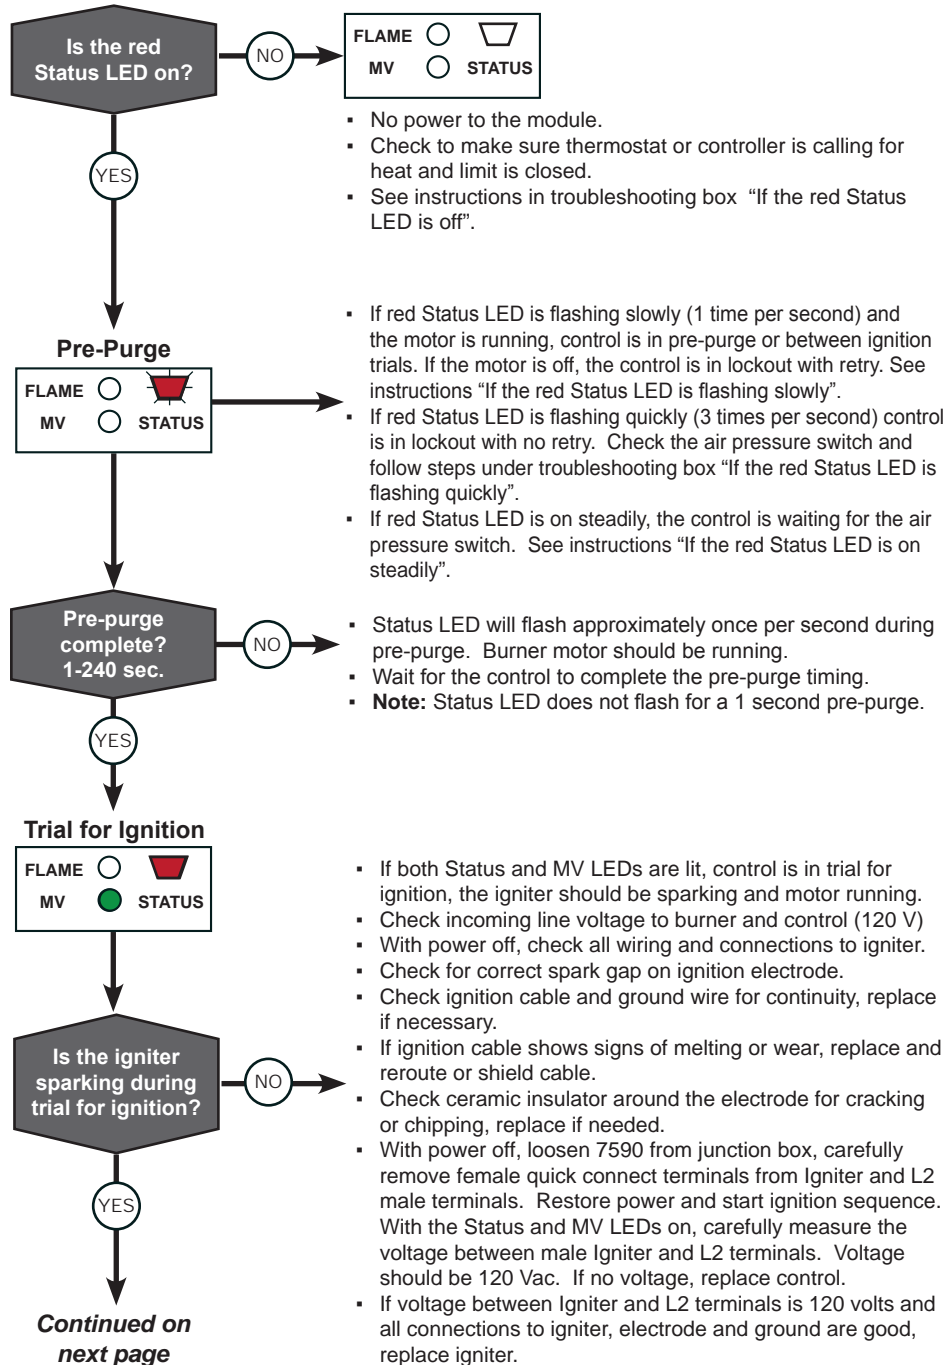 Is the red
Status LED on?
NO
FLAME
MV
STATUS
▪ No power to the module.
▪ Check to make sure thermostat or controller is calling for
heat and limit is closed.
▪ See instructions in troubleshooting box “If the red Status
LED is off”.
YES
Pre-Purge
FLAME
MV
STATUS
▪ If red Status LED is flashing slowly (1 time per second) and
the motor is running, control is in pre-purge or between ignition
trials. If the motor is off, the control is in lockout with retry. See
instructions “If the red Status LED is flashing slowly”.
▪ If red Status LED is flashing quickly (3 times per second) control
is in lockout with no retry. Check the air pressure switch and
follow steps under troubleshooting box “If the red Status LED is
flashing quickly”.
▪ If red Status LED is on steadily, the control is waiting for the air
pressure switch. See instructions “If the red Status LED is on
steadily”.
Pre-purge
complete?
1-240 sec.
NO
▪ Status LED will flash approximately once per second during
pre-purge. Burner motor should be running.
▪ Wait for the control to complete the pre-purge timing.
▪ Note: Status LED does not flash for a 1 second pre-purge.
YES
Trial for Ignition
FLAME
MV
STATUS
Is the igniter
sparking during
trial for ignition?
NO
▪ If both Status and MV LEDs are lit, control is in trial for
ignition, the igniter should be sparking and motor running.
▪ Check incoming line voltage to burner and control (120 V)
▪ With power off, check all wiring and connections to igniter.
▪ Check for correct spark gap on ignition electrode.
▪ Check ignition cable and ground wire for continuity, replace
if necessary.
▪ If ignition cable shows signs of melting or wear, replace and
reroute or shield cable.
▪ Check ceramic insulator around the electrode for cracking
or chipping, replace if needed.
▪ With power off, loosen 7590 from junction box, carefully
remove female quick connect terminals from Igniter and L2
male terminals. Restore power and start ignition sequence.
With the Status and MV LEDs on, carefully measure the
voltage between male Igniter and L2 terminals. Voltage
should be 120 Vac. If no voltage, replace control.
▪ If voltage between Igniter and L2 terminals is 120 volts and
all connections to igniter, electrode and ground are good,
replace igniter.
YES
Continued on
next page